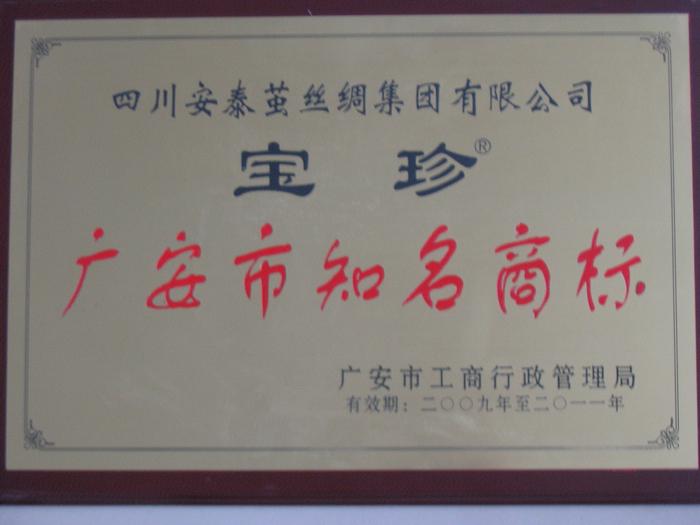 四川安泰茧丝绸集团有限公司
宝珍®
广安市知名商标
广安市工商行政管理局
有效期：二〇〇九年至二〇一一年